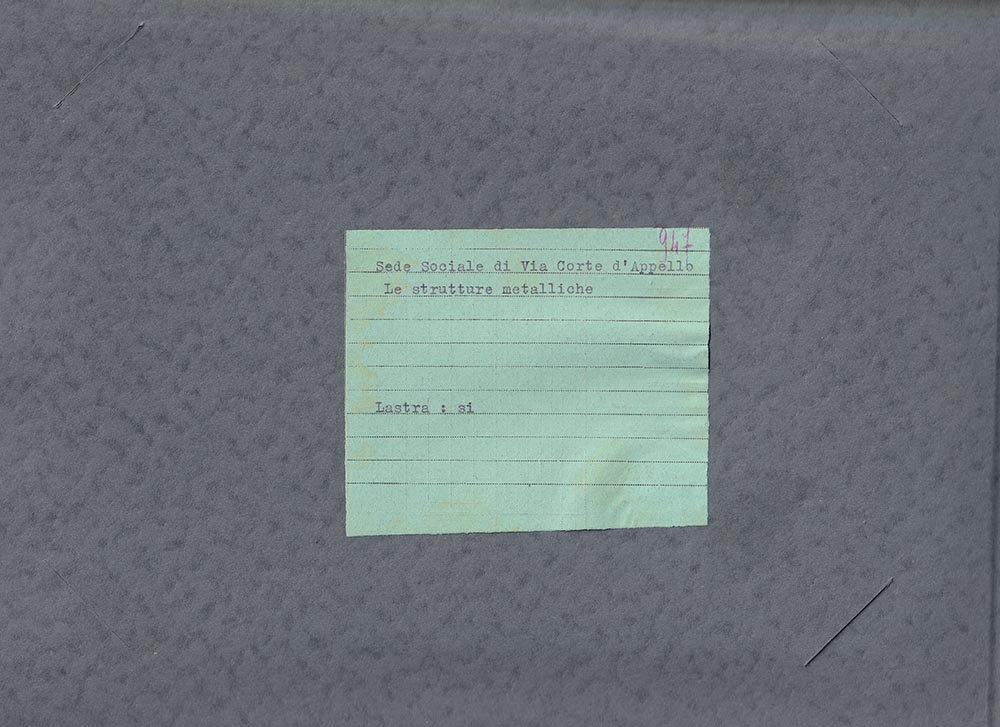 947
Sede Sociale di Via Corte d'Appello
Le strutture metalliche
Lastra : si